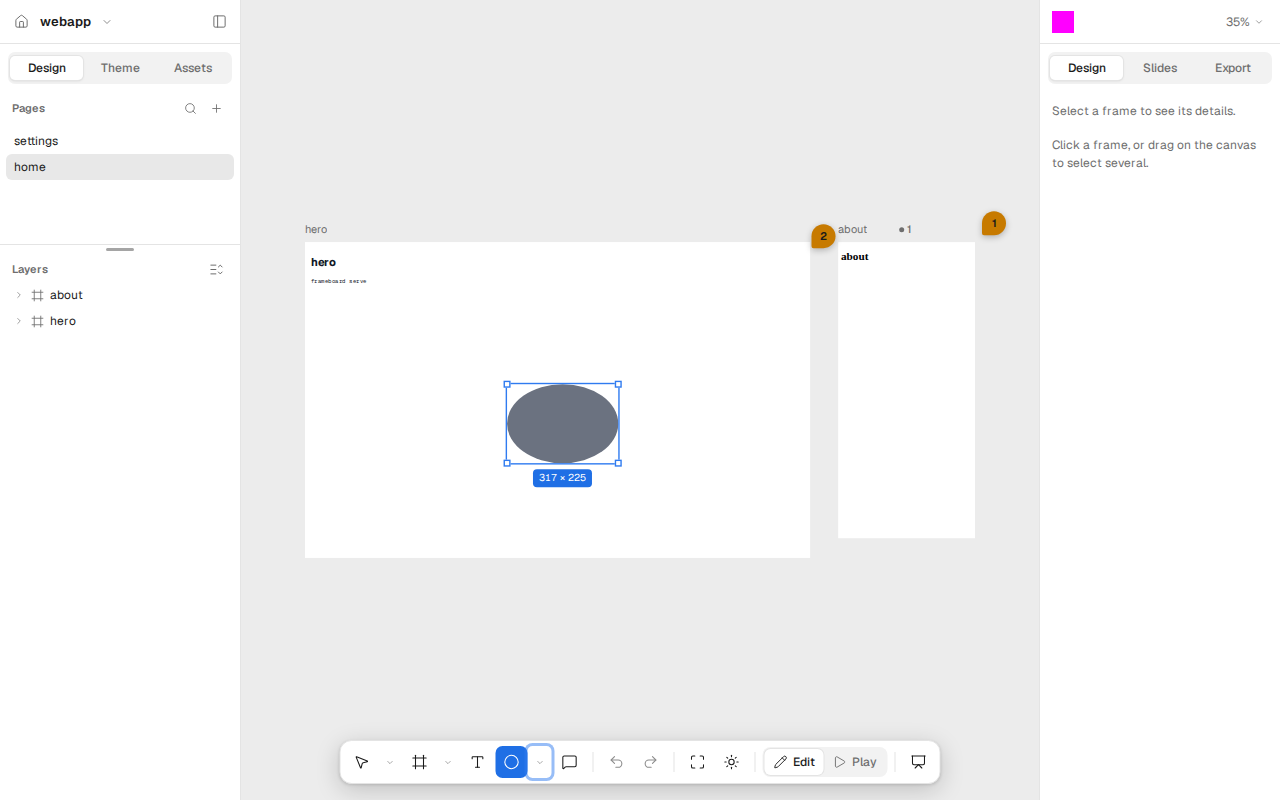 webapp
Design
Theme
Assets
Pages
settings
home
Layers
about
hero
hero
2
about
1
1
hero
frameboard serve
about
317 × 225
Edit
Play
35%
Design
Slides
Export
Select a frame to see its details.
Click a frame, or drag on the canvas
to select several.